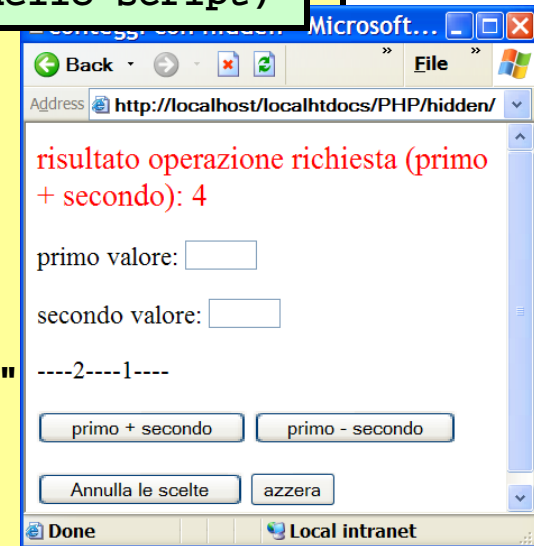 script)
Microsoft...
Back
»
File
»
Address http://localhost/localhtdocs/PHP/hidden/
risultato operazione richiesta (primo
+ secondo): 4
primo valore:
secondo valore:
"
----2----1----
primo + secondo
primo - secondo
Annulla le scelte
azzera
Done
Local intranet